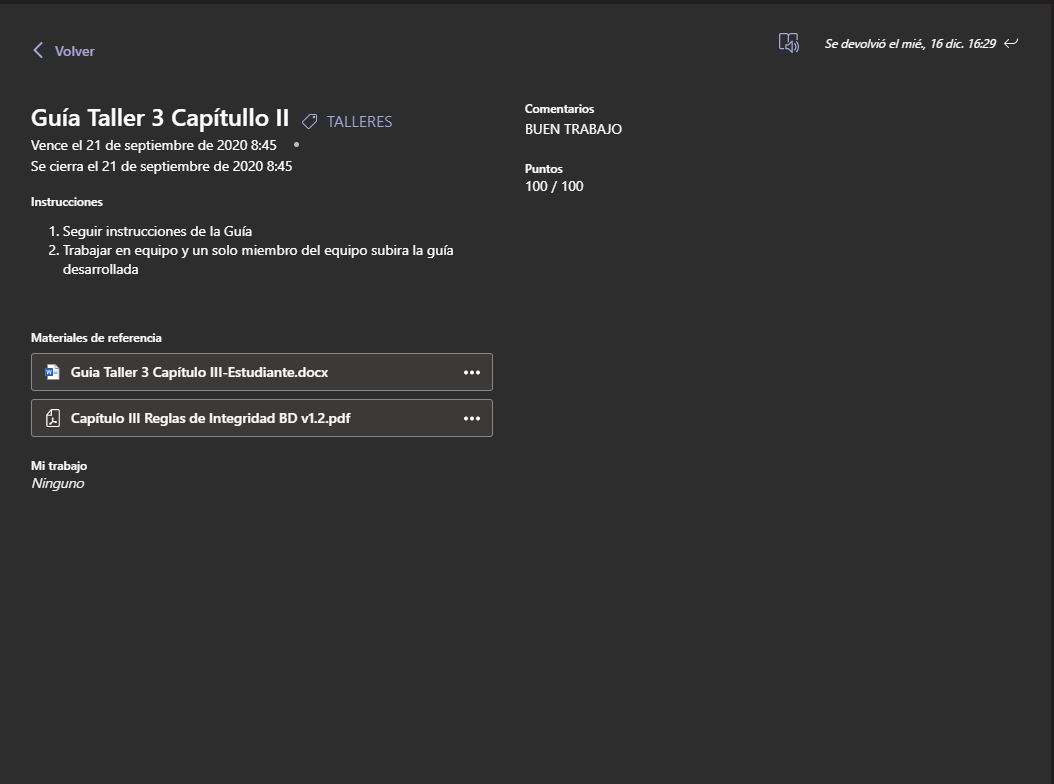 Volver
Se devolvió el mié., 16 dic. 16:29
Guía Taller 3 Capítullo II
TALLERES
Vence el 21 de septiembre de 2020 8:45
Se cierra el 21 de septiembre de 2020 8:45
Instrucciones
1. Seguir instrucciones de la Guía
2. Trabajar en equipo y un solo miembro del equipo subira la guía
desarrollada
Materiales de referencia
Guia Taller 3 Capítulo III-Estudiante.docx
Capítulo III Reglas de Integridad BD v1.2.pdf
Mi trabajo
Ninguno
Comentarios
BUEN TRABAJO
Puntos
100 / 100